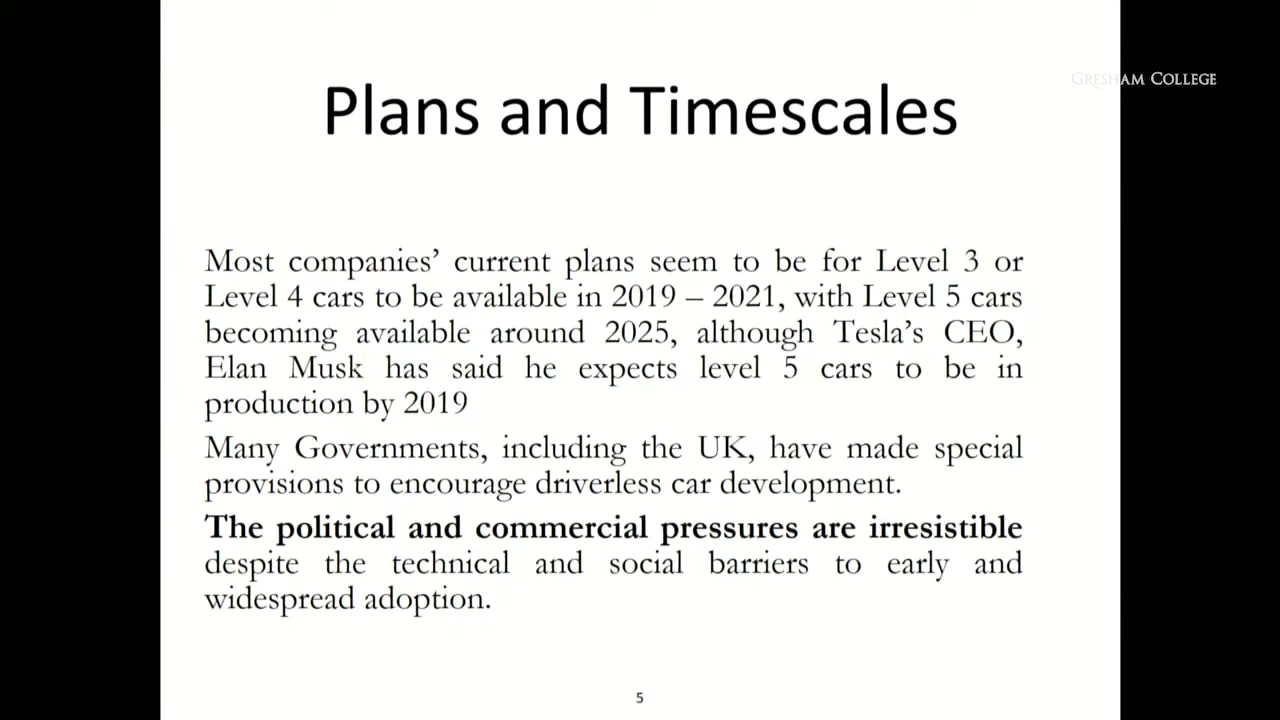 GRESHAM COLLEGE
Plans and Timescales
Most companies’ current plans seem to be for Level 3 or
Level 4 cars to be available in 2019 – 2021, with Level 5 cars
becoming available around 2025, although Tesla’s CEO,
Elan Musk has said he expects level 5 cars to be in
production by 2019
Many Governments, including the UK, have made special
provisions to encourage driverless car development.
The political and commercial pressures are irresistible
despite the technical and social barriers to early and
widespread adoption.
5